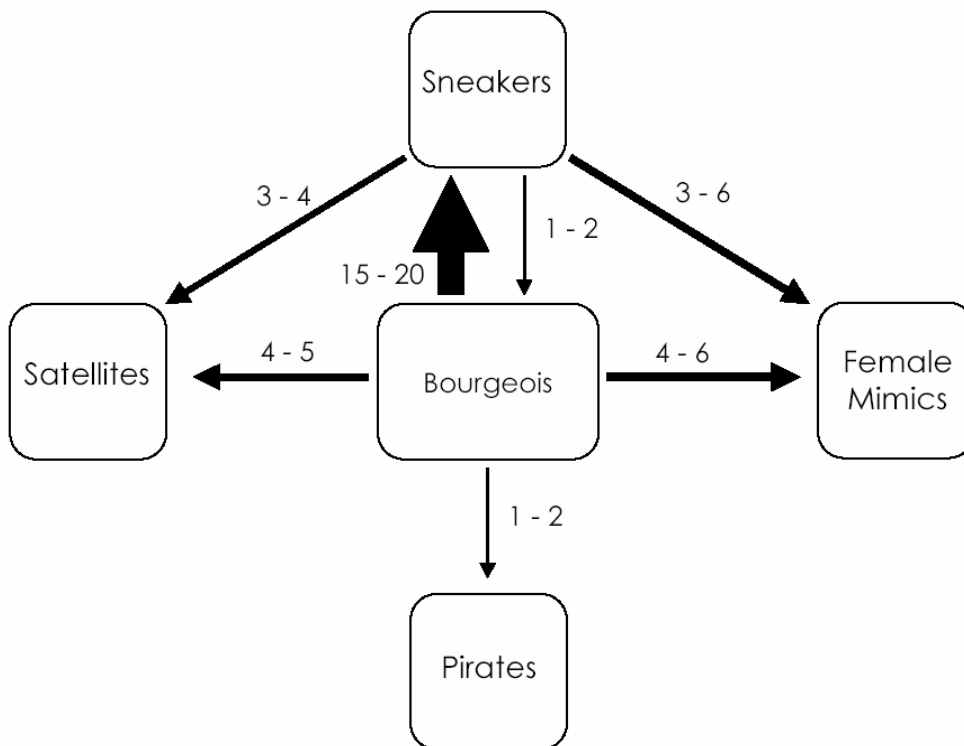 Sneakers
3 - 4
3 - 6
1 - 2
15 - 20
Satellites
4 - 5
Bourgeois
4 - 6
Female
Mimics
1 - 2
Pirates